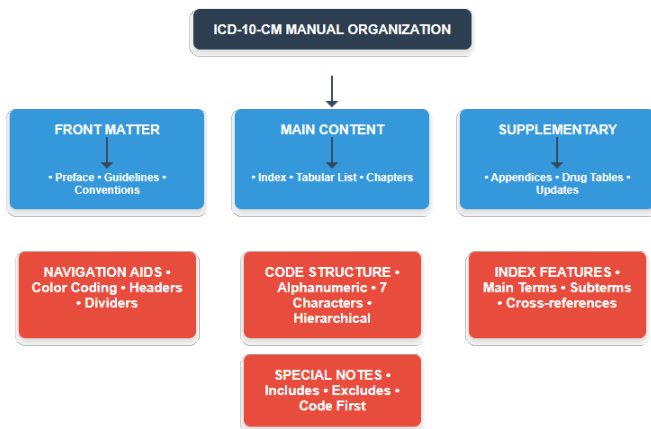 ICD-10-CM MANUAL ORGANIZATION
FRONT MATTER
• Preface • Guidelines •
Conventions
MAIN CONTENT
• Index • Tabular List • Chapters
SUPPLEMENTARY
• Appendices • Drug Tables •
Updates
NAVIGATION AIDS •
Color Coding • Headers
• Dividers
CODE STRUCTURE •
Alphanumeric • 7
Characters •
Hierarchical
INDEX FEATURES •
Main Terms • Subterms
• Cross-references
SPECIAL NOTES •
Includes • Excludes •
Code First